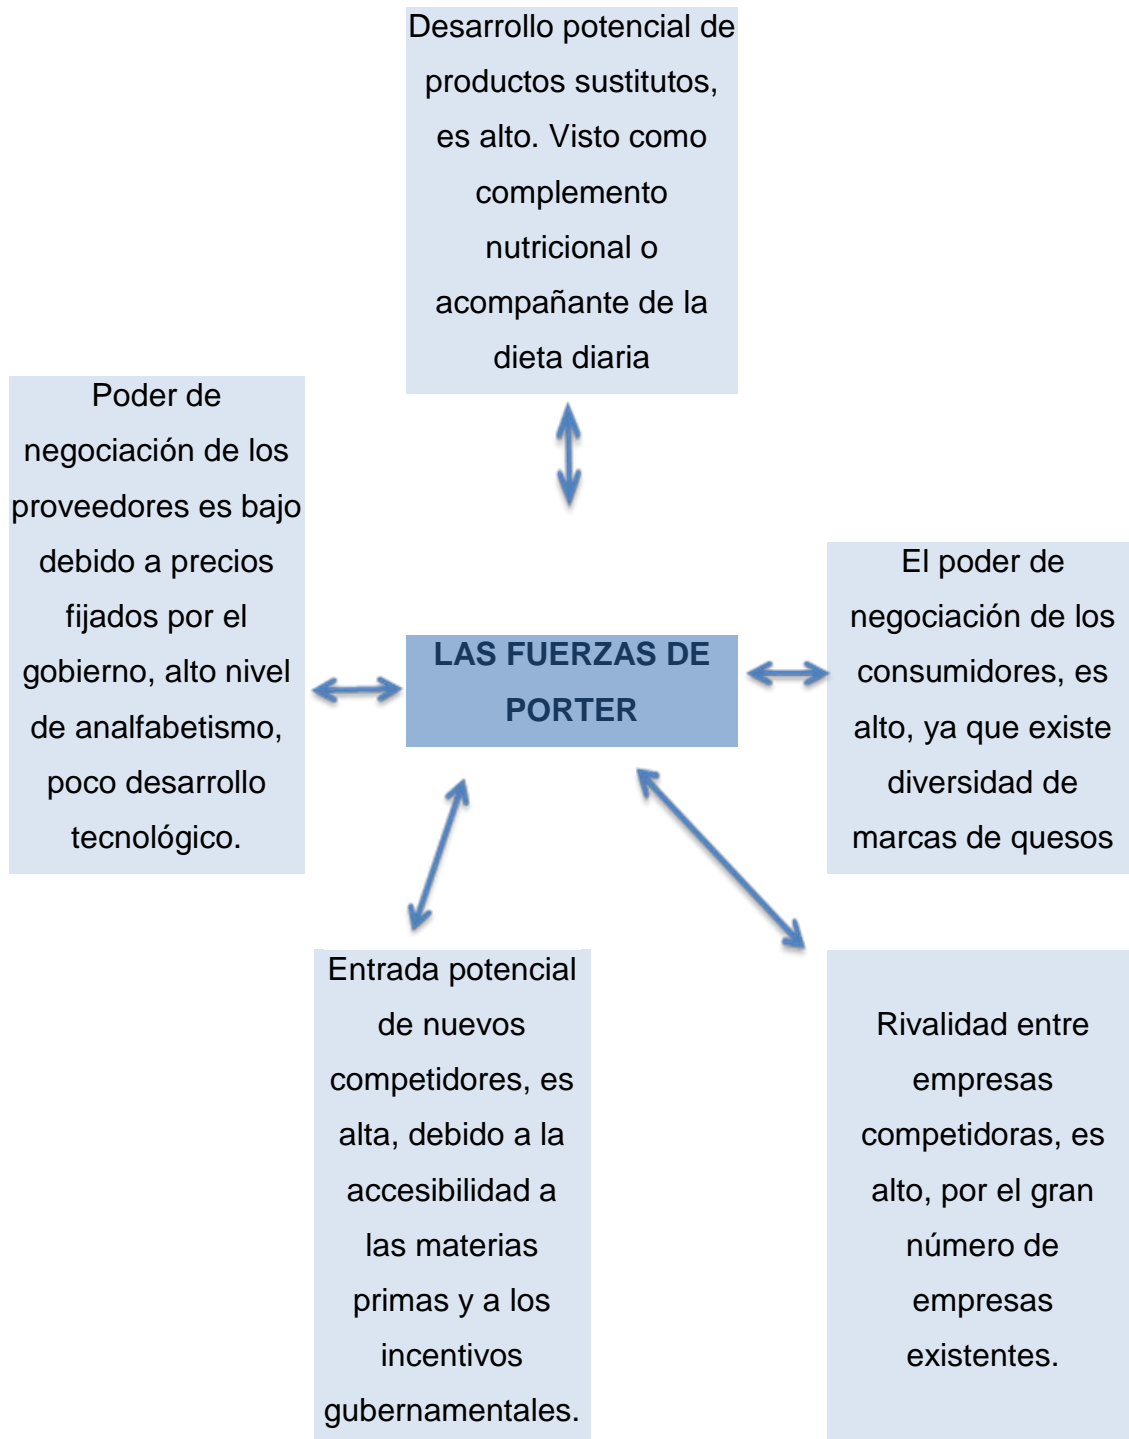 Desarrollo potencial de
productos sustitutos,
es alto. Visto como
complemento
nutricional o
acompañante de la
dieta diaria
Poder de
negociación de los
proveedores es bajo
debido a precios
fijados por el
gobierno, alto nivel
de analfabetismo,
poco desarrollo
tecnológico.
LAS FUERZAS DE
PORTER
El poder de
negociación de los
consumidores, es
alto, ya que existe
diversidad de
marcas de quesos
Entrada potencial
de nuevos
competidores, es
alta, debido a la
accesibilidad a
las materias
primas y a los
incentivos
gubernamentales.
Rivalidad entre
empresas
competidoras, es
alto, por el gran
número de
empresas
existentes.